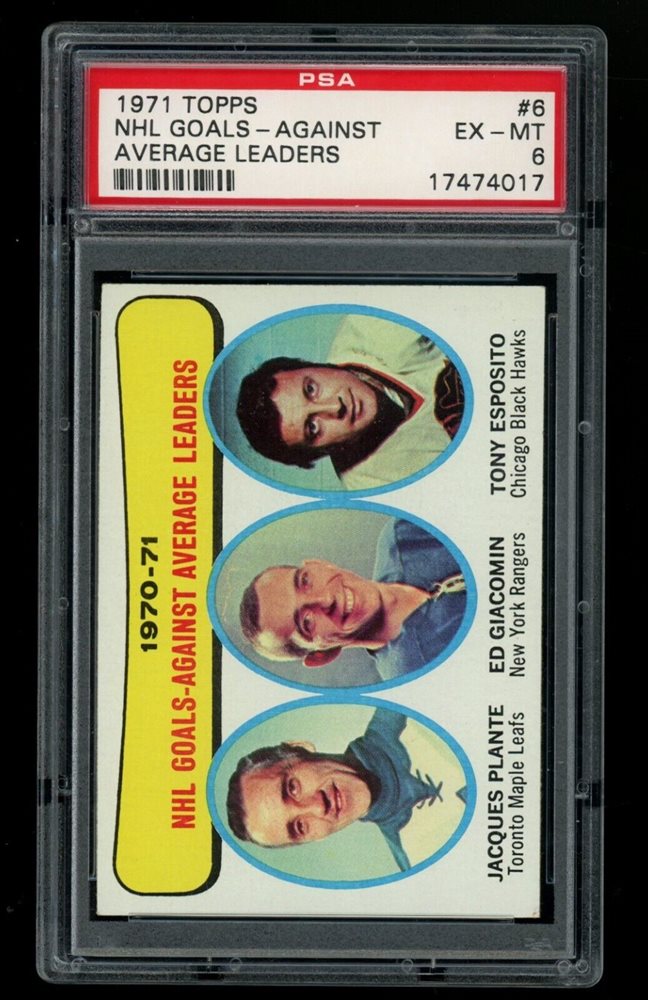 PSA
1971 TOPPS #6
NHL GOALS-AGAINST EX-MT
AVERAGE LEADERS 6
17474017
1970-71
NHL GOALS-AGAINST AVERAGE LEADERS
JACQUES PLANTE
Toronto Maple Leafs
ED GIACOMIN
New York Rangers
TONY ESPOSITO
Chicago Black Hawks